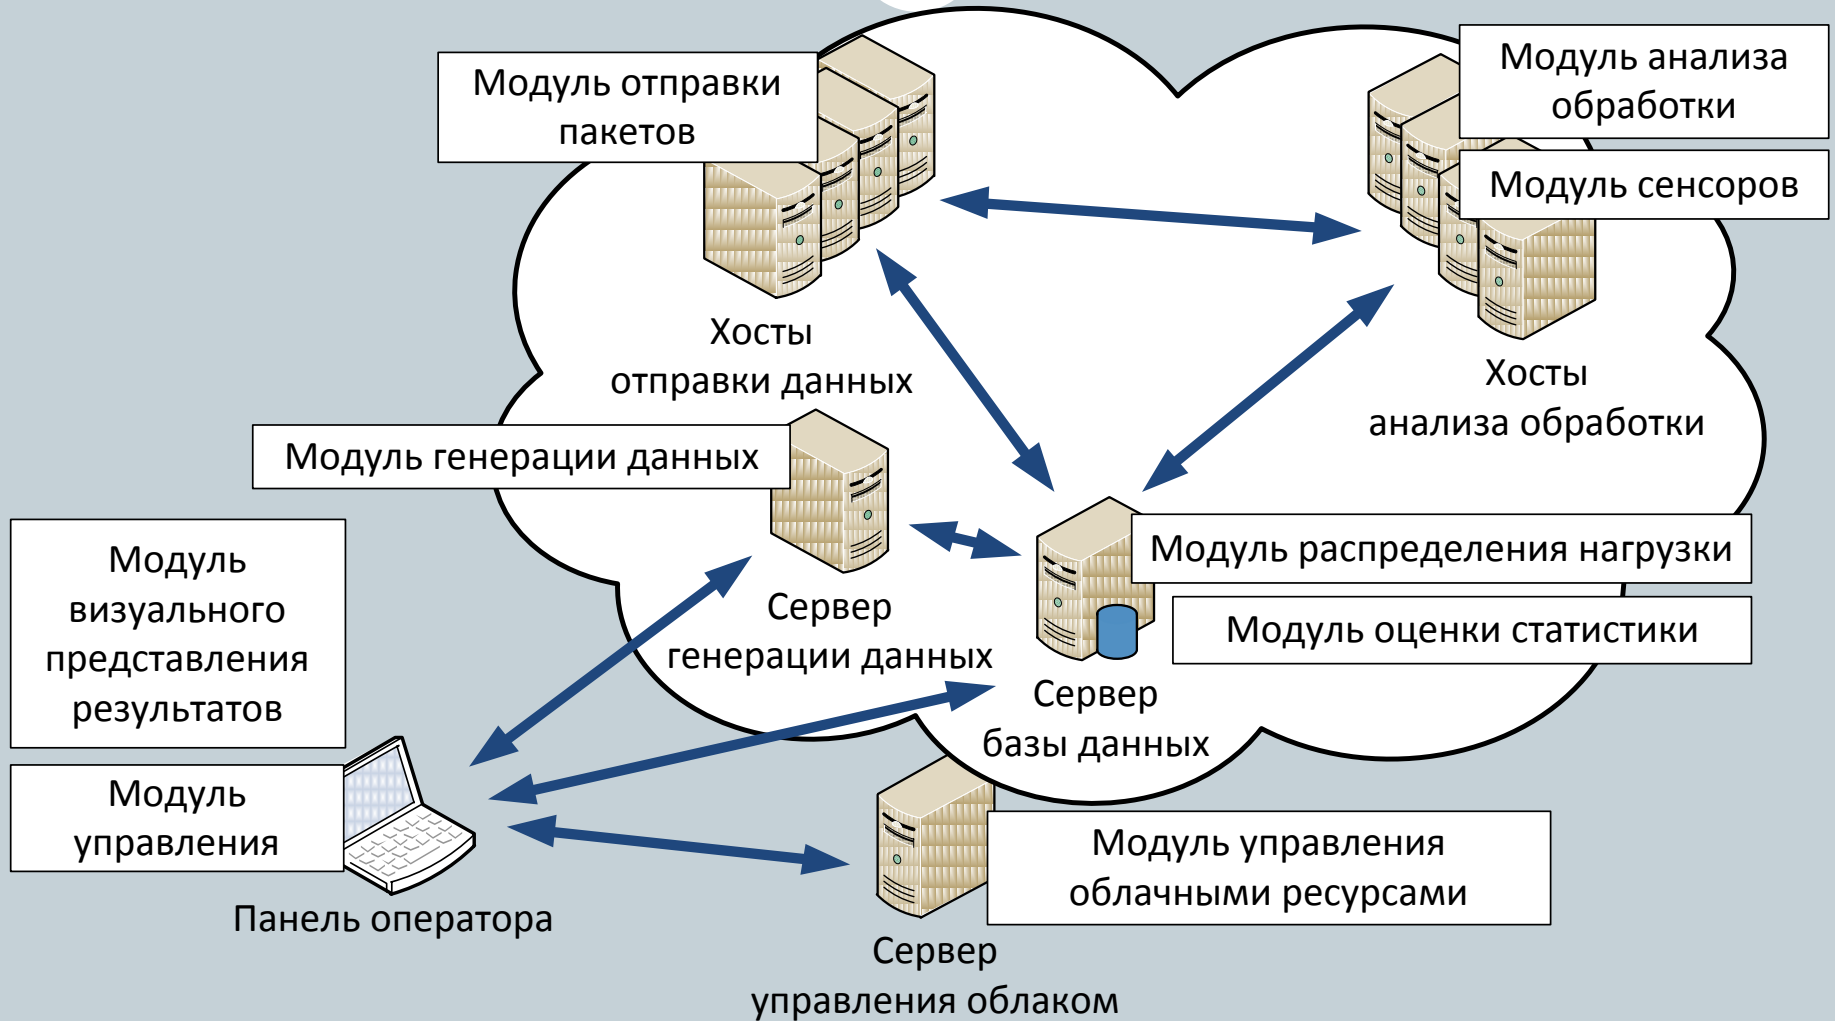 Модуль отправки
пакетов
Модуль анализа
обработки
Модуль сенсоров
Хосты
отправки данных
Хосты
анализа обработки
Модуль генерации данных
Модуль распределения нагрузки
Модуль
визуального
представления
результатов
Сервер
генерации данных
Модуль оценки статистики
Сервер
базы данных
Модуль
управления
Модуль управления
облачными ресурсами
Панель оператора
Сервер
управления облаком